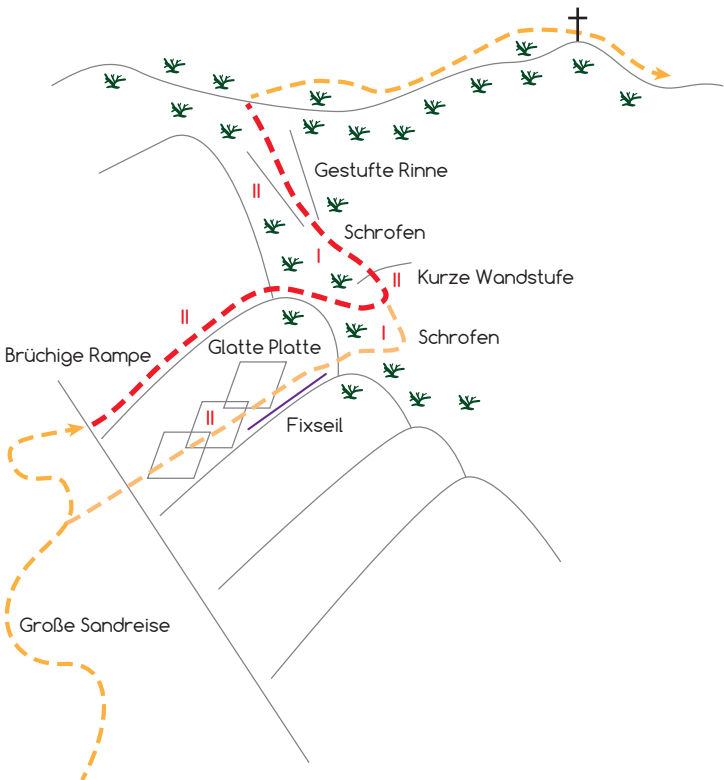 Gestufte Rinne
II
Schrofen
I
II
Kurze Wandstufe
II
I
Schrofen
Brüchige Rampe
Glatte Platte
II
Fixseil
Große Sandreise